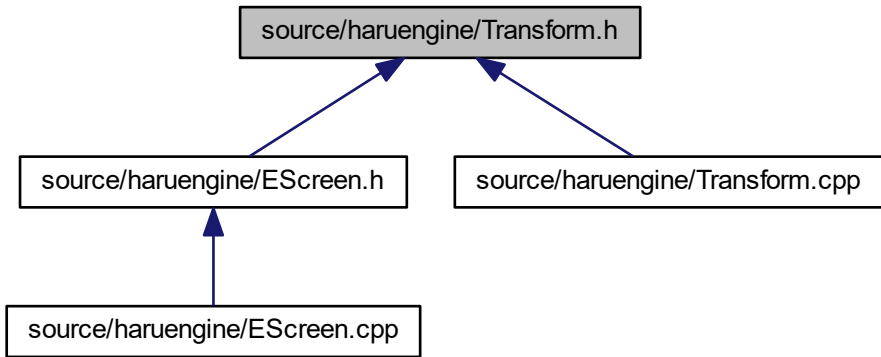 source/haruengine/Transform.h
source/haruengine/EScreen.h
source/haruengine/Transform.cpp
source/haruengine/EScreen.cpp